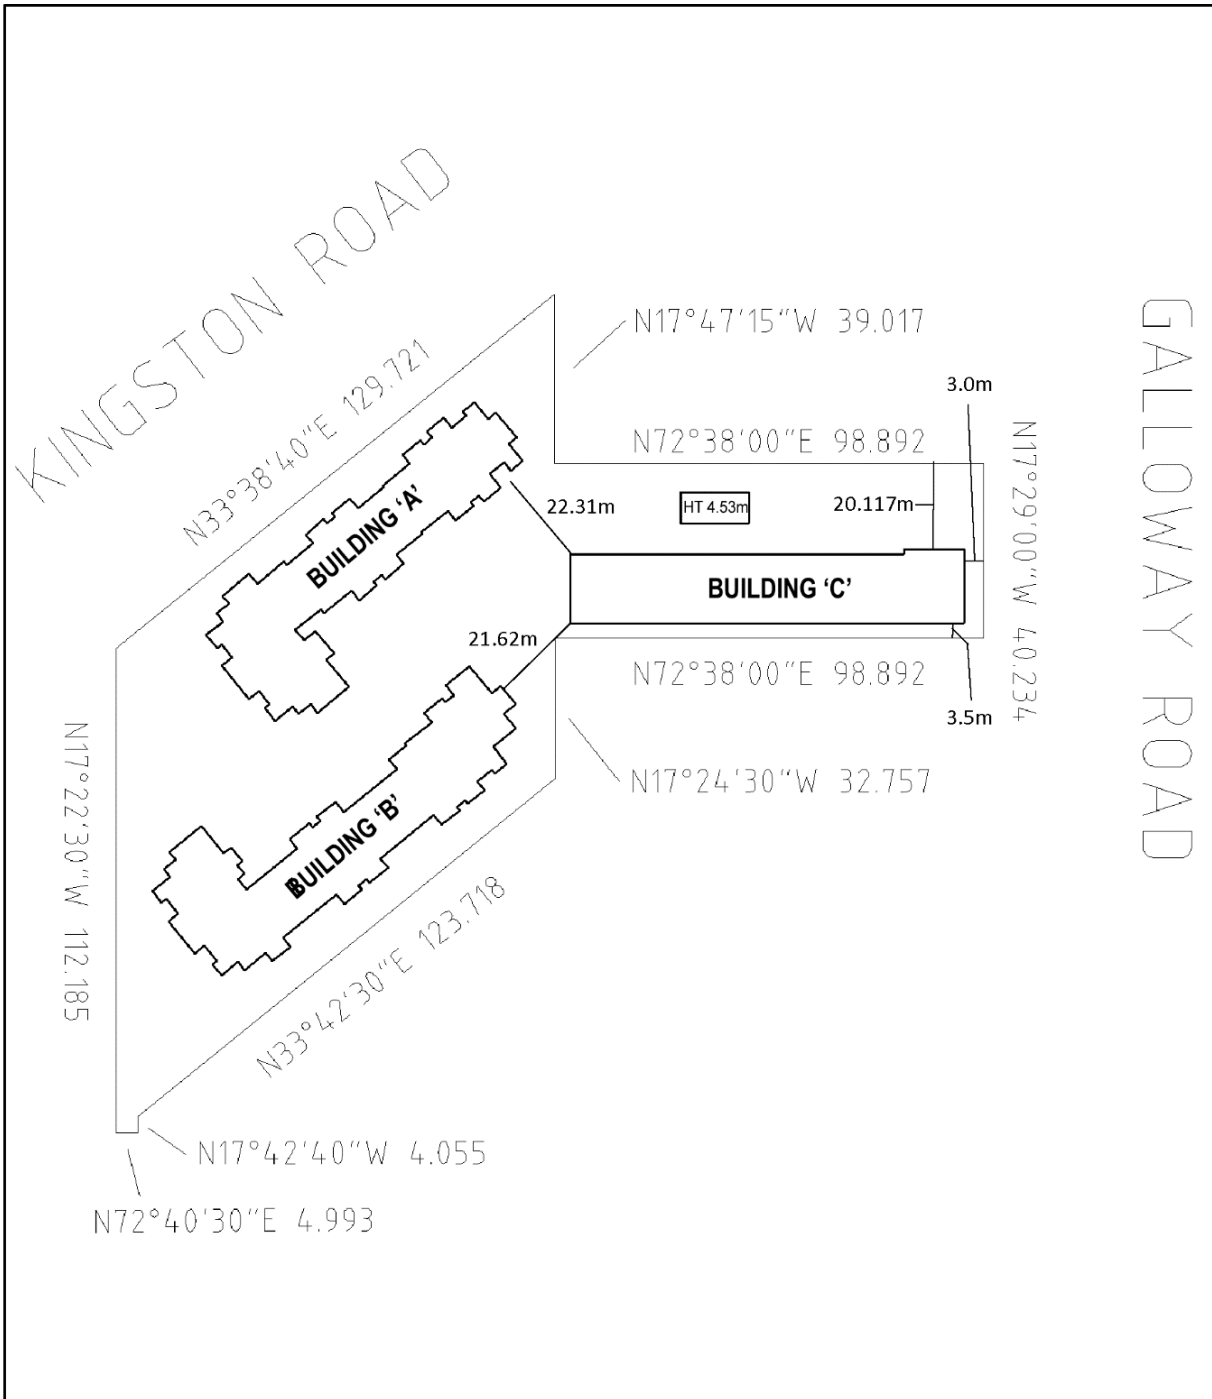 KINGSTON ROAD
N33°38'40"E 129.721
N17°47'15"W 39.017
3.0m
N72°38'00"E 98.892
GALLOWAY ROAD
N17°29'00"W 40.234
22.31m
HT 4.53m
20.117m
BUILDING 'A'
BUILDING 'C'
21.62m
N72°38'00"E 98.892
3.5m
N17°22'30"W 112.185
N17°24'30"W 32.757
BUILDING 'B'
N33°42'30"E 123.718
N17°42'40"W 4.055
N72°40'30"E 4.993